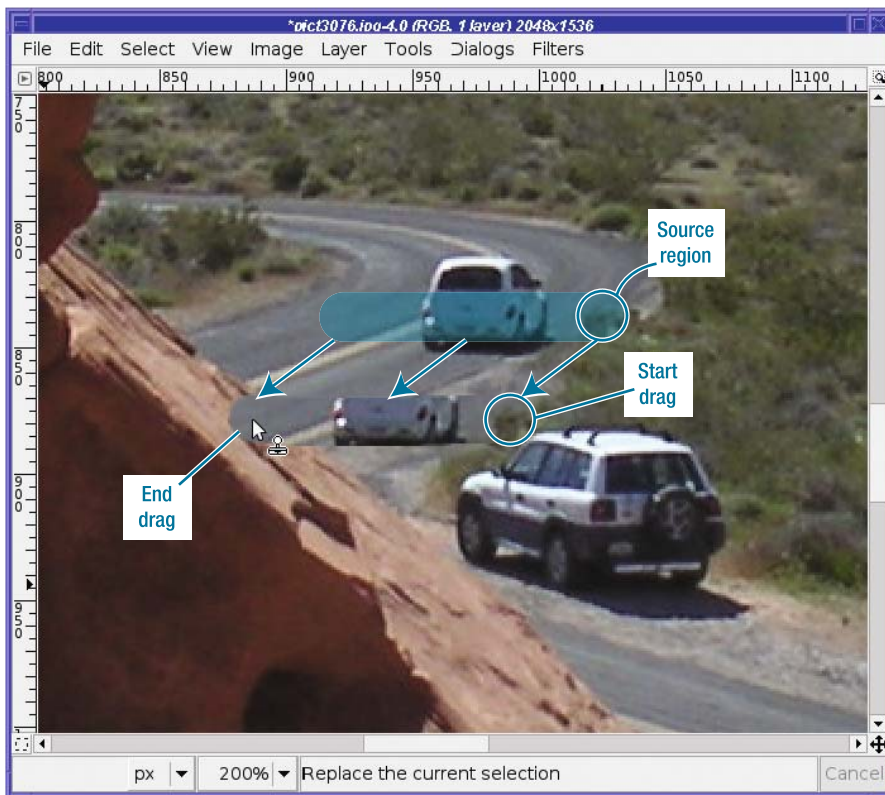 *pict3076.jpg-4.0 (RGB, 1 layer) 2048x1536
File Edit Select View Image Layer Tools Dialogs Filters
800 850 900 950 1000 1050 1100
750
800
850
900
950
Source
region
Start
drag
End
drag
px 200% Replace the current selection Cancel